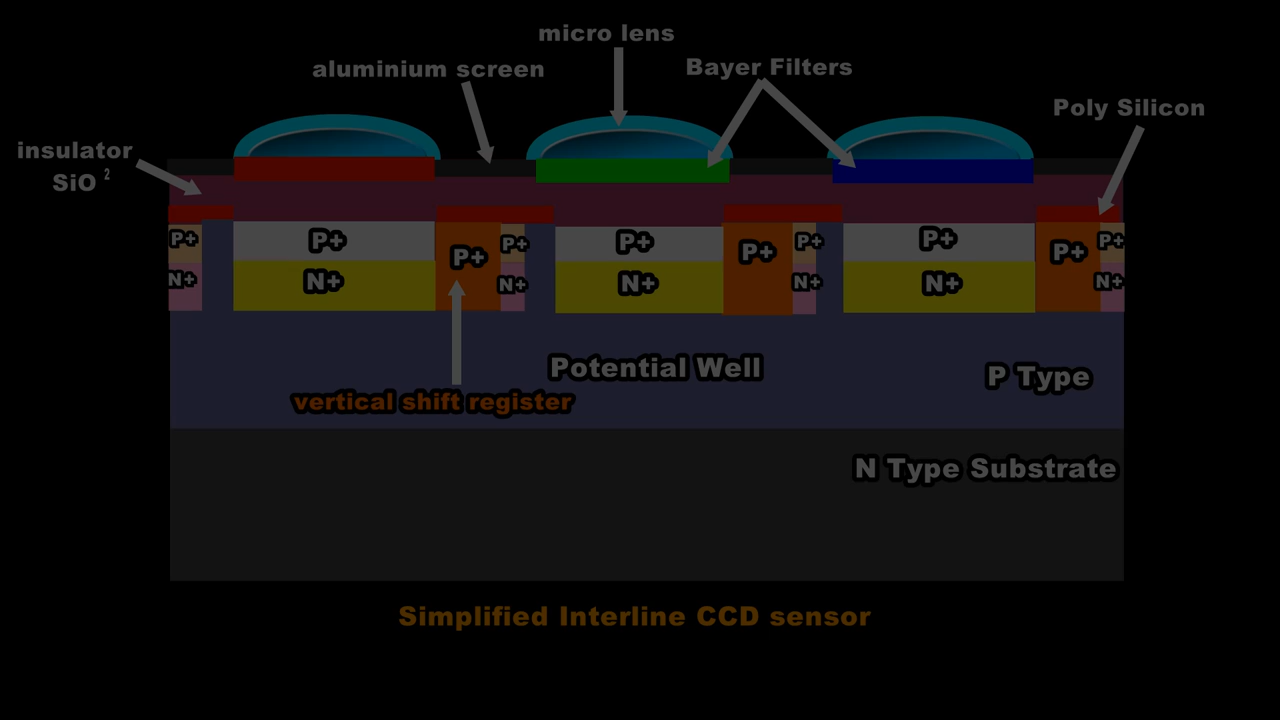 micro lens
aluminium screen
Bayer Filters
Poly Silicon
insulator
SiO 2
P+ P+ P+ P+ P+ P+ P+ P+ P+ P+
N+ N+ N+ N+ N+ N+ N+
Potential Well
P Type
vertical shift register
N Type Substrate
Simplified Interline CCD sensor